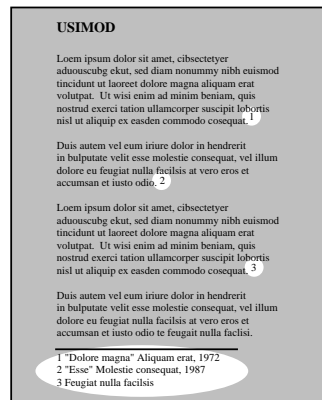 USIMOD
Loem ipsum dolor sit amet, cibsectetyer
aduouscubg ekut, sed diam nonummy nibh euismod
tincidunt ut laoreet dolore magna aliquam erat
volutpat.  Ut wisi enim ad minim beniam, quis
nostrud exerci tation ullamcorper suscipit lobortis
nisl ut aliquip ex easden commodo cosequat. 1
Duis autem vel eum iriure dolor in hendrerit
in bulputate velit esse molestie consequat, vel illum
dolore eu feugiat nulla facilsis at vero eros et
accumsan et iusto odio. 2
Loem ipsum dolor sit amet, cibsectetyer
aduouscubg ekut, sed diam nonummy nibh euismod
tincidunt ut laoreet dolore magna aliquam erat
volutpat.  Ut wisi enim ad minim beniam, quis
nostrud exerci tation ullamcorper suscipit lobortis
nisl ut aliquip ex easden commodo cosequat. 3
Duis autem vel eum iriure dolor in hendrerit
in bulputate velit esse molestie consequat, vel illum
dolore eu feugiat nulla facilsis at vero eros et
accumsan et iusto odio te feugait nulla faclisi.
1 "Dolore magna" Aliquam erat, 1972
2 "Esse" Molestie consequat, 1987
3 Feugiat nulla facilsis